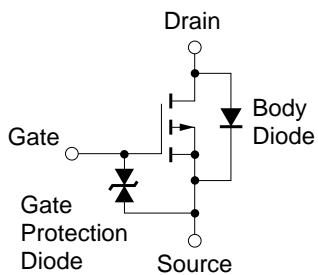 Drain
Body
Diode
Gate
Gate
Protection
Diode
Source